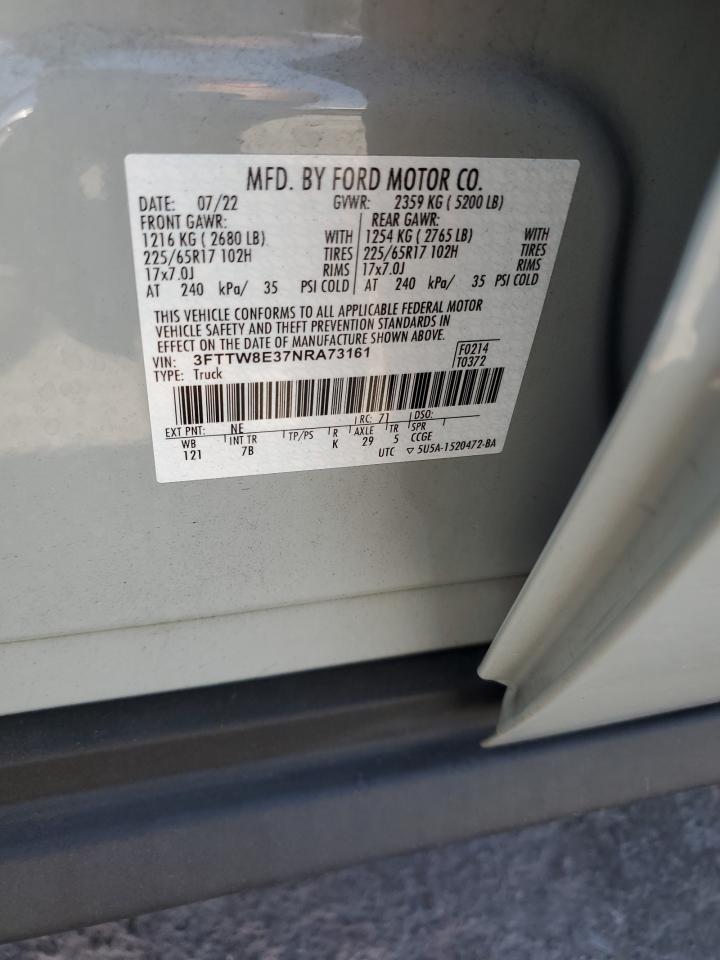 MFD. BY FORD MOTOR CO.
DATE: 07/22 GVWR: 2359 KG ( 5200 LB)
FRONT GAWR: REAR GAWR:
1216 KG ( 2680 LB) WITH 1254 KG ( 2765 LB) WITH
225/65R17 102H TIRES 225/65R17 102H TIRES
17x7.0J RIMS 17x7.0J RIMS
AT 240 kPa/ 35 PSI COLD AT 240 kPa/ 35 PSI COLD
THIS VEHICLE CONFORMS TO ALL APPLICABLE FEDERAL MOTOR
VEHICLE SAFETY AND THEFT PREVENTION STANDARDS IN
EFFECT ON THE DATE OF MANUFACTURE SHOWN ABOVE.
VIN: 3FTTW8E37NRA73161 F0214
TYPE: Truck T0372
EXT PNT: NE RC: 71 DSO:
WB INT TR TP/PS R AXLE TR SPR
121 7B K 29 5 CCGE
UTC ▽ 5U5A-1520472-BA